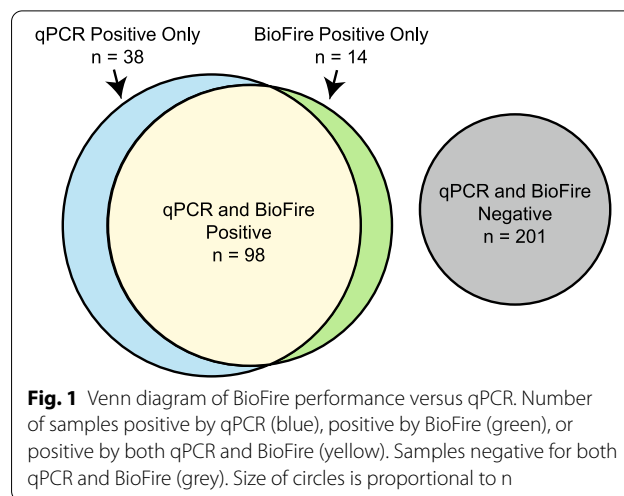 qPCR Positive Only
n = 38
BioFire Positive Only
n = 14
qPCR and BioFire
Positive
n = 98
qPCR and BioFire
Negative
n = 201
Fig. 1 Venn diagram of BioFire performance versus qPCR. Number
of samples positive by qPCR (blue), positive by BioFire (green), or
positive by both qPCR and BioFire (yellow). Samples negative for both
qPCR and BioFire (grey). Size of circles is proportional to n